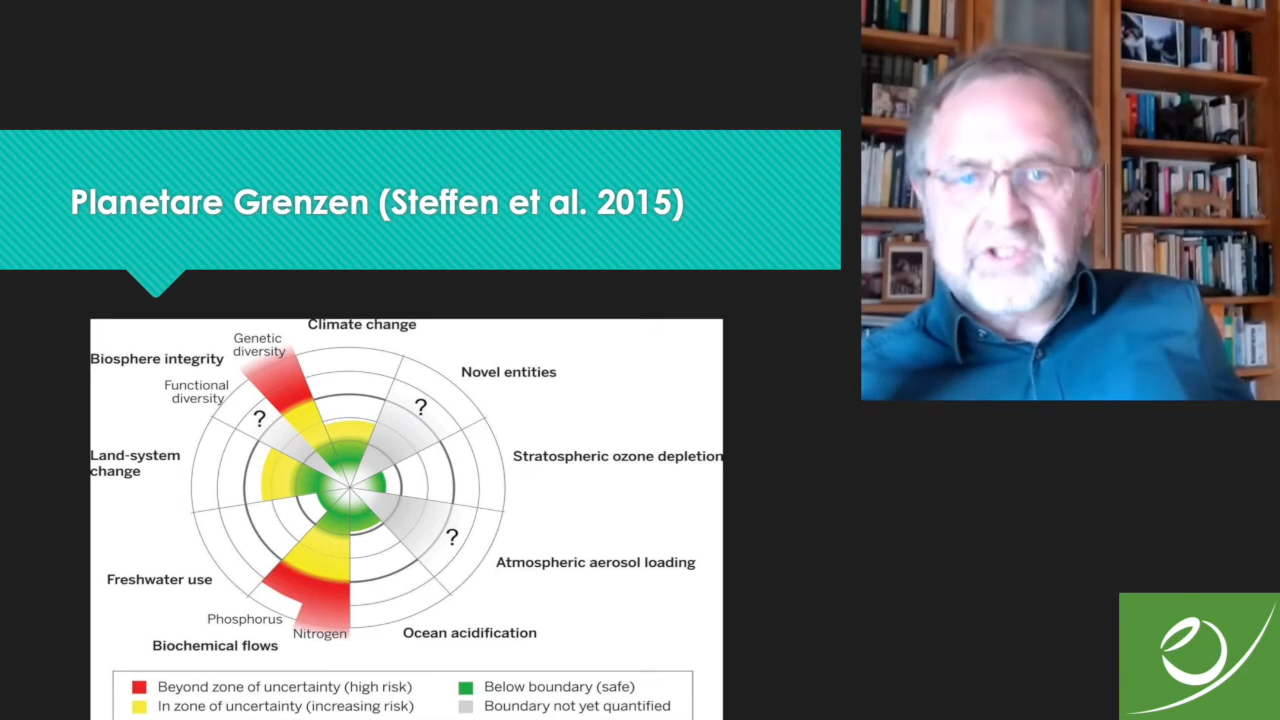 Planetare Grenzen (Steffen et al. 2015)
Climate change
Genetic
diversity
Biosphere integrity
Functional
diversity
Novel entities
?
?
Land-system
change
Stratospheric ozone depletion
?
Atmospheric aerosol loading
Freshwater use
Phosphorus
Nitrogen
Biochemical flows
Ocean acidification
Beyond zone of uncertainty (high risk)
In zone of uncertainty (increasing risk)
Below boundary (safe)
Boundary not yet quantified